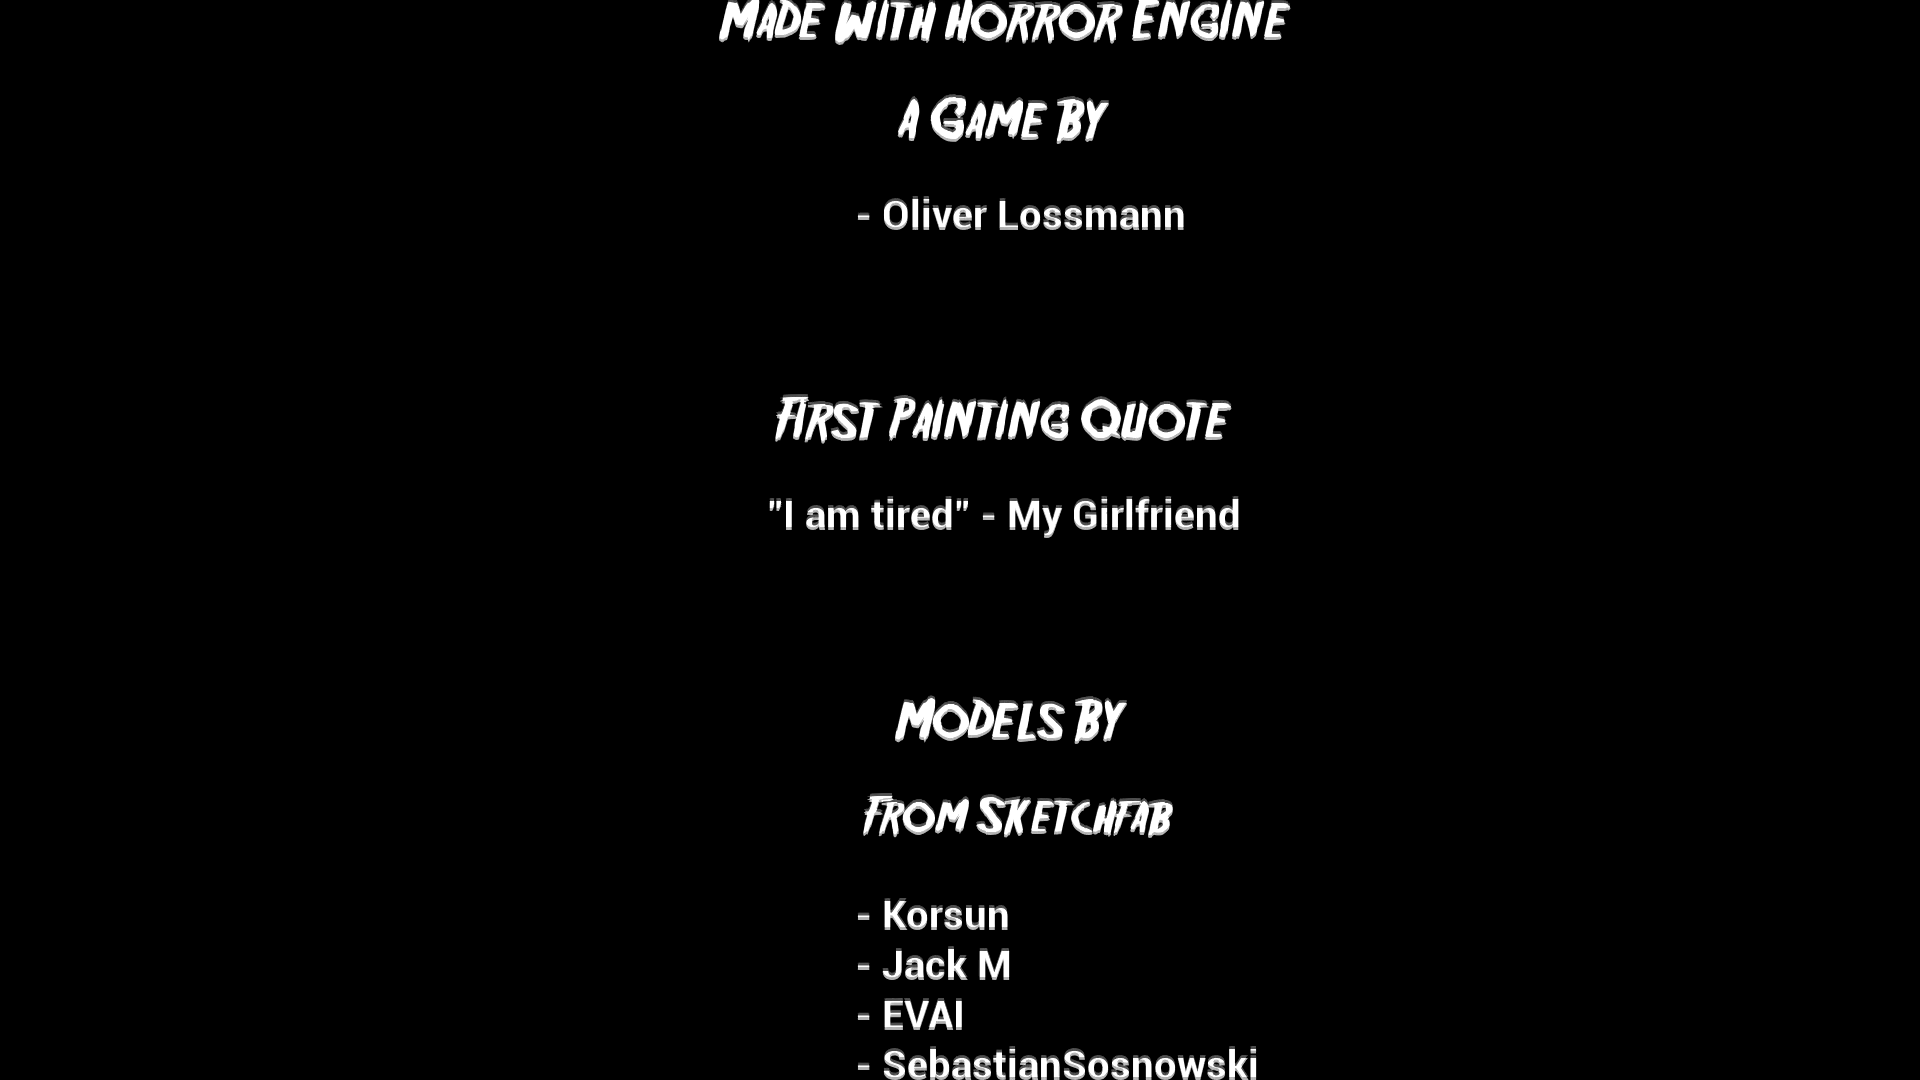 Made With Horror Engine
A Game By
- Oliver Lossmann
First Painting Quote
"I am tired" - My Girlfriend
Models By
From Sketchfab
- Korsun
- Jack M
- EVAI
- SebastianSosnowski